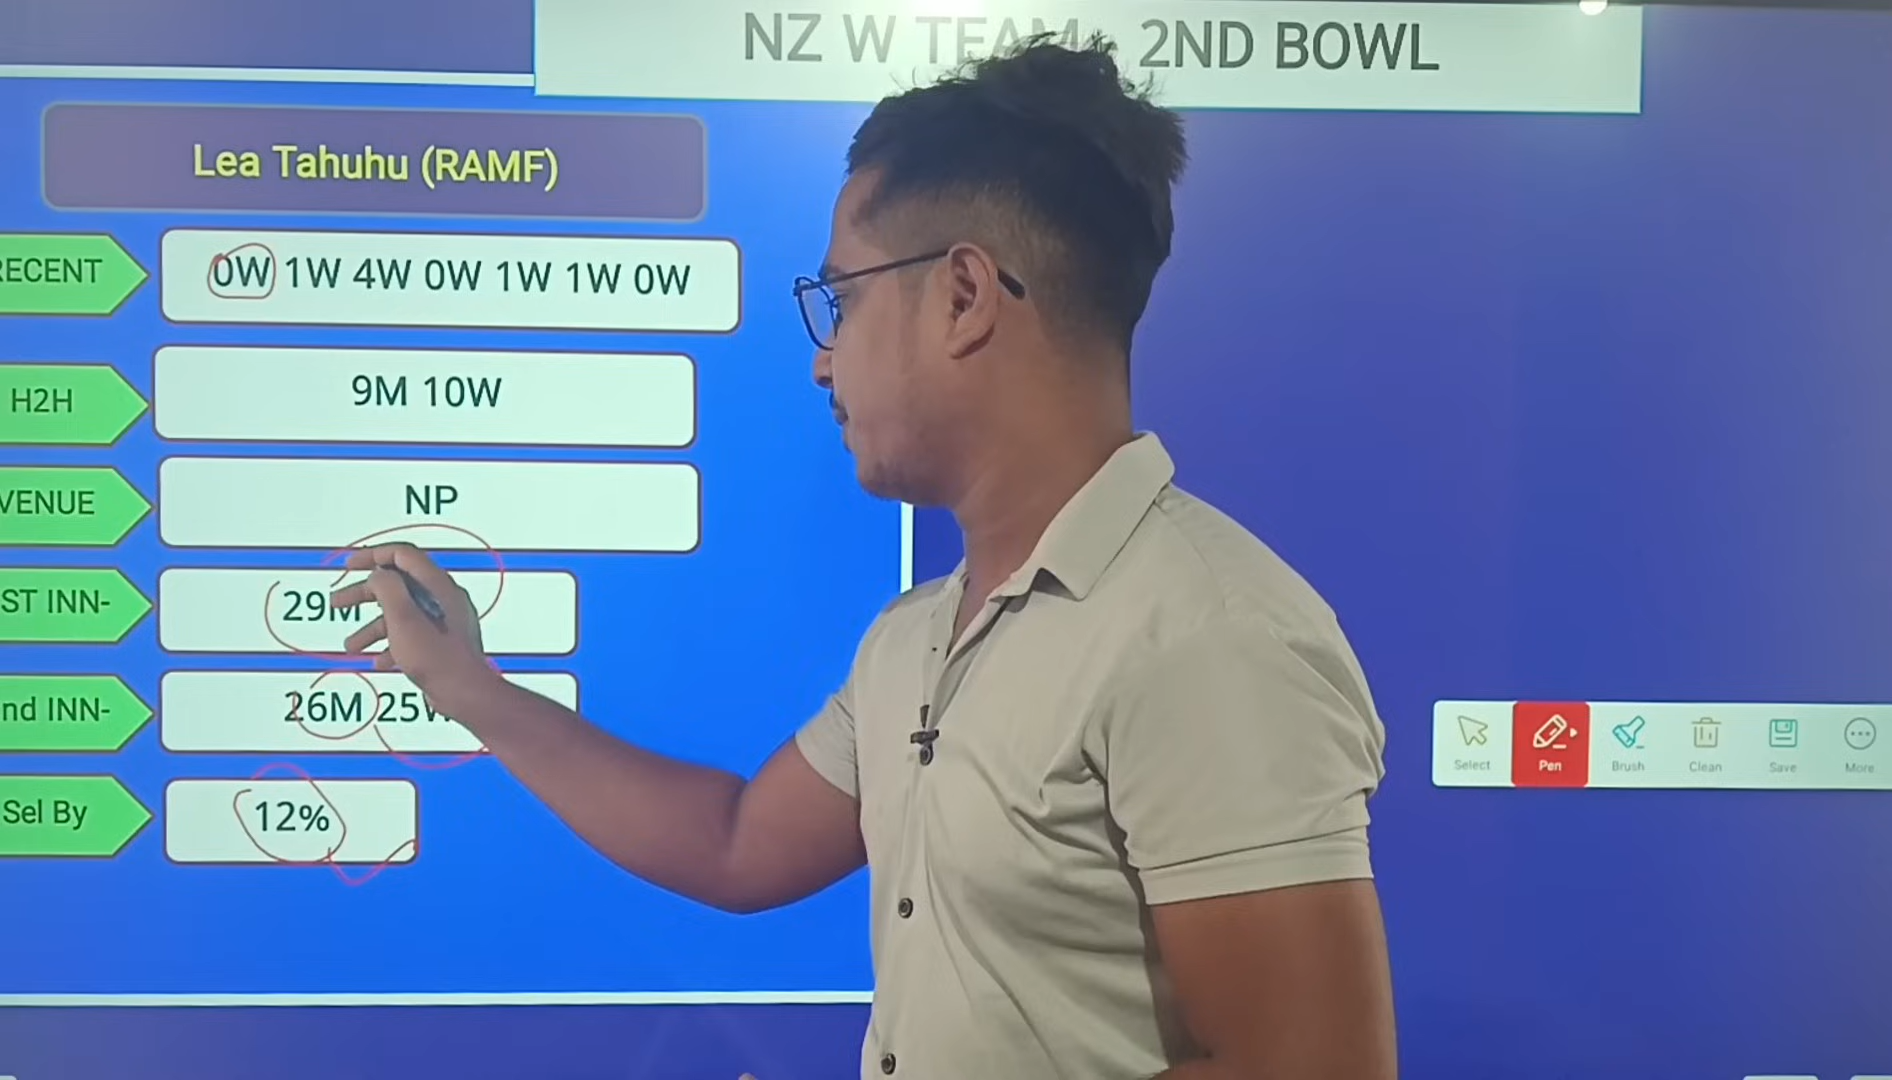 NZ W TEAM 2ND BOWL
Lea Tahuhu (RAMF)
RECENT
0W 1W 4W 0W 1W 1W 0W
H2H
9M 10W
VENUE
NP
ST INN-
29M
nd INN-
26M 25W
Sel By
12%
Select
Pen
Brush
Clean
Save
More